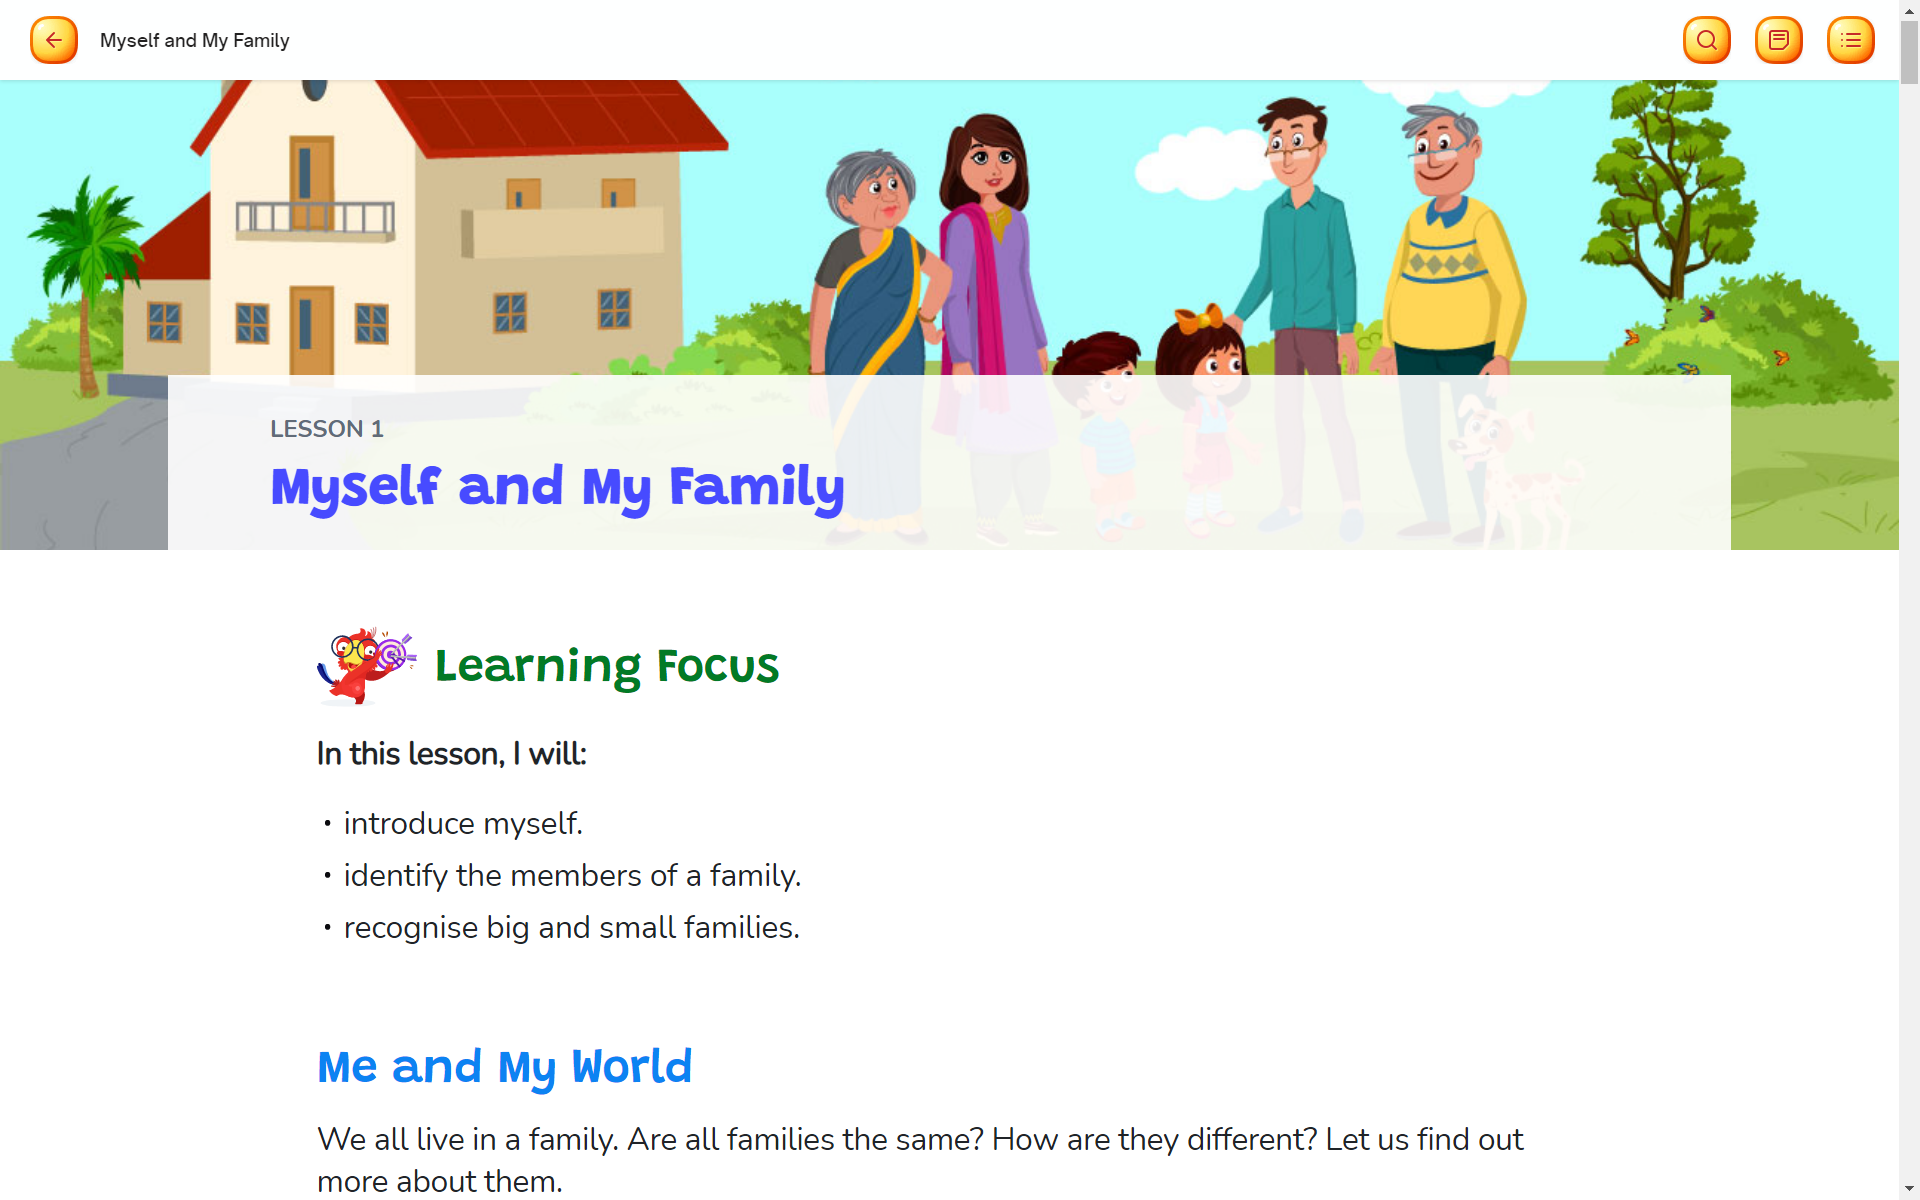 Myself and My Family
LESSON 1
Myself and My Family
Learning Focus
In this lesson, I will:
• introduce myself.
• identify the members of a family.
• recognise big and small families.
Me and My World
We all live in a family. Are all families the same? How are they different? Let us find out
more about them.